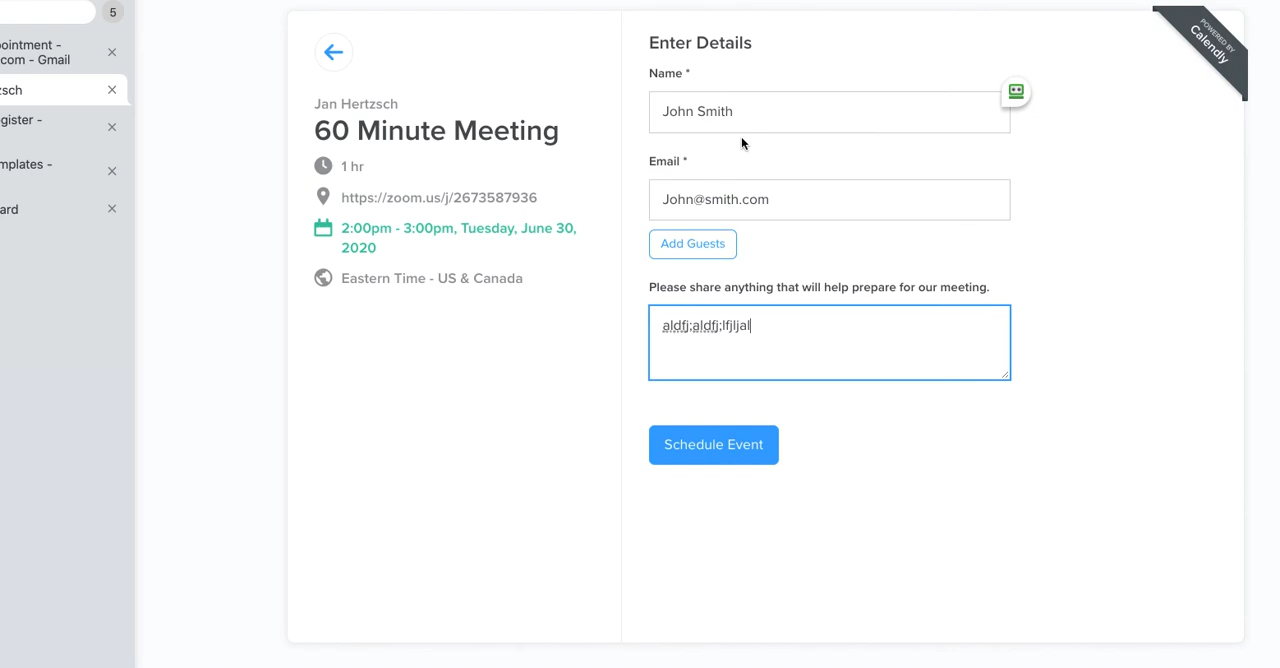 5
ointment -
com - Gmail
zsch
gister -
mplates -
ard
Jan Hertzsch
60 Minute Meeting
1 hr
https://zoom.us/j/2673587936
2:00pm - 3:00pm, Tuesday, June 30,
2020
Eastern Time - US & Canada
Enter Details
Name *
John Smith
Email *
John@smith.com
Add Guests
Please share anything that will help prepare for our meeting.
aldfj;aldfj;lfjljal
Schedule Event
POWERED BY
Calendly